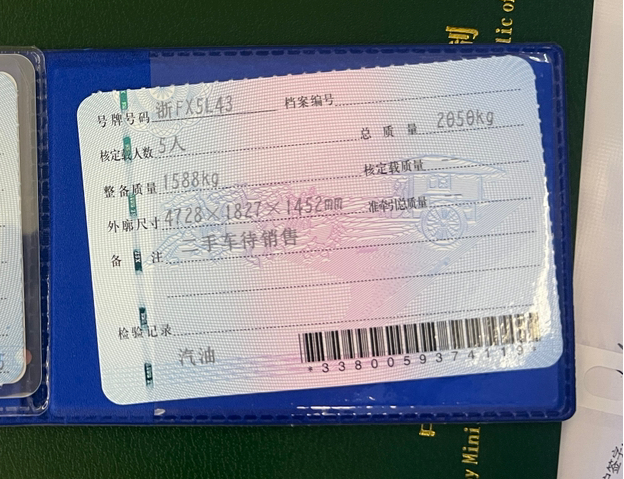 号牌号码 浙FX5L43 档案编号
核定载人数 5人 总质量 2050kg
整备质量 1588kg 核定载质量
外廓尺寸 4728×1827×1452mm 准牵引总质量
备注 二手车待销售
检验记录
汽油
*3380059374113*
lic o
y Mini